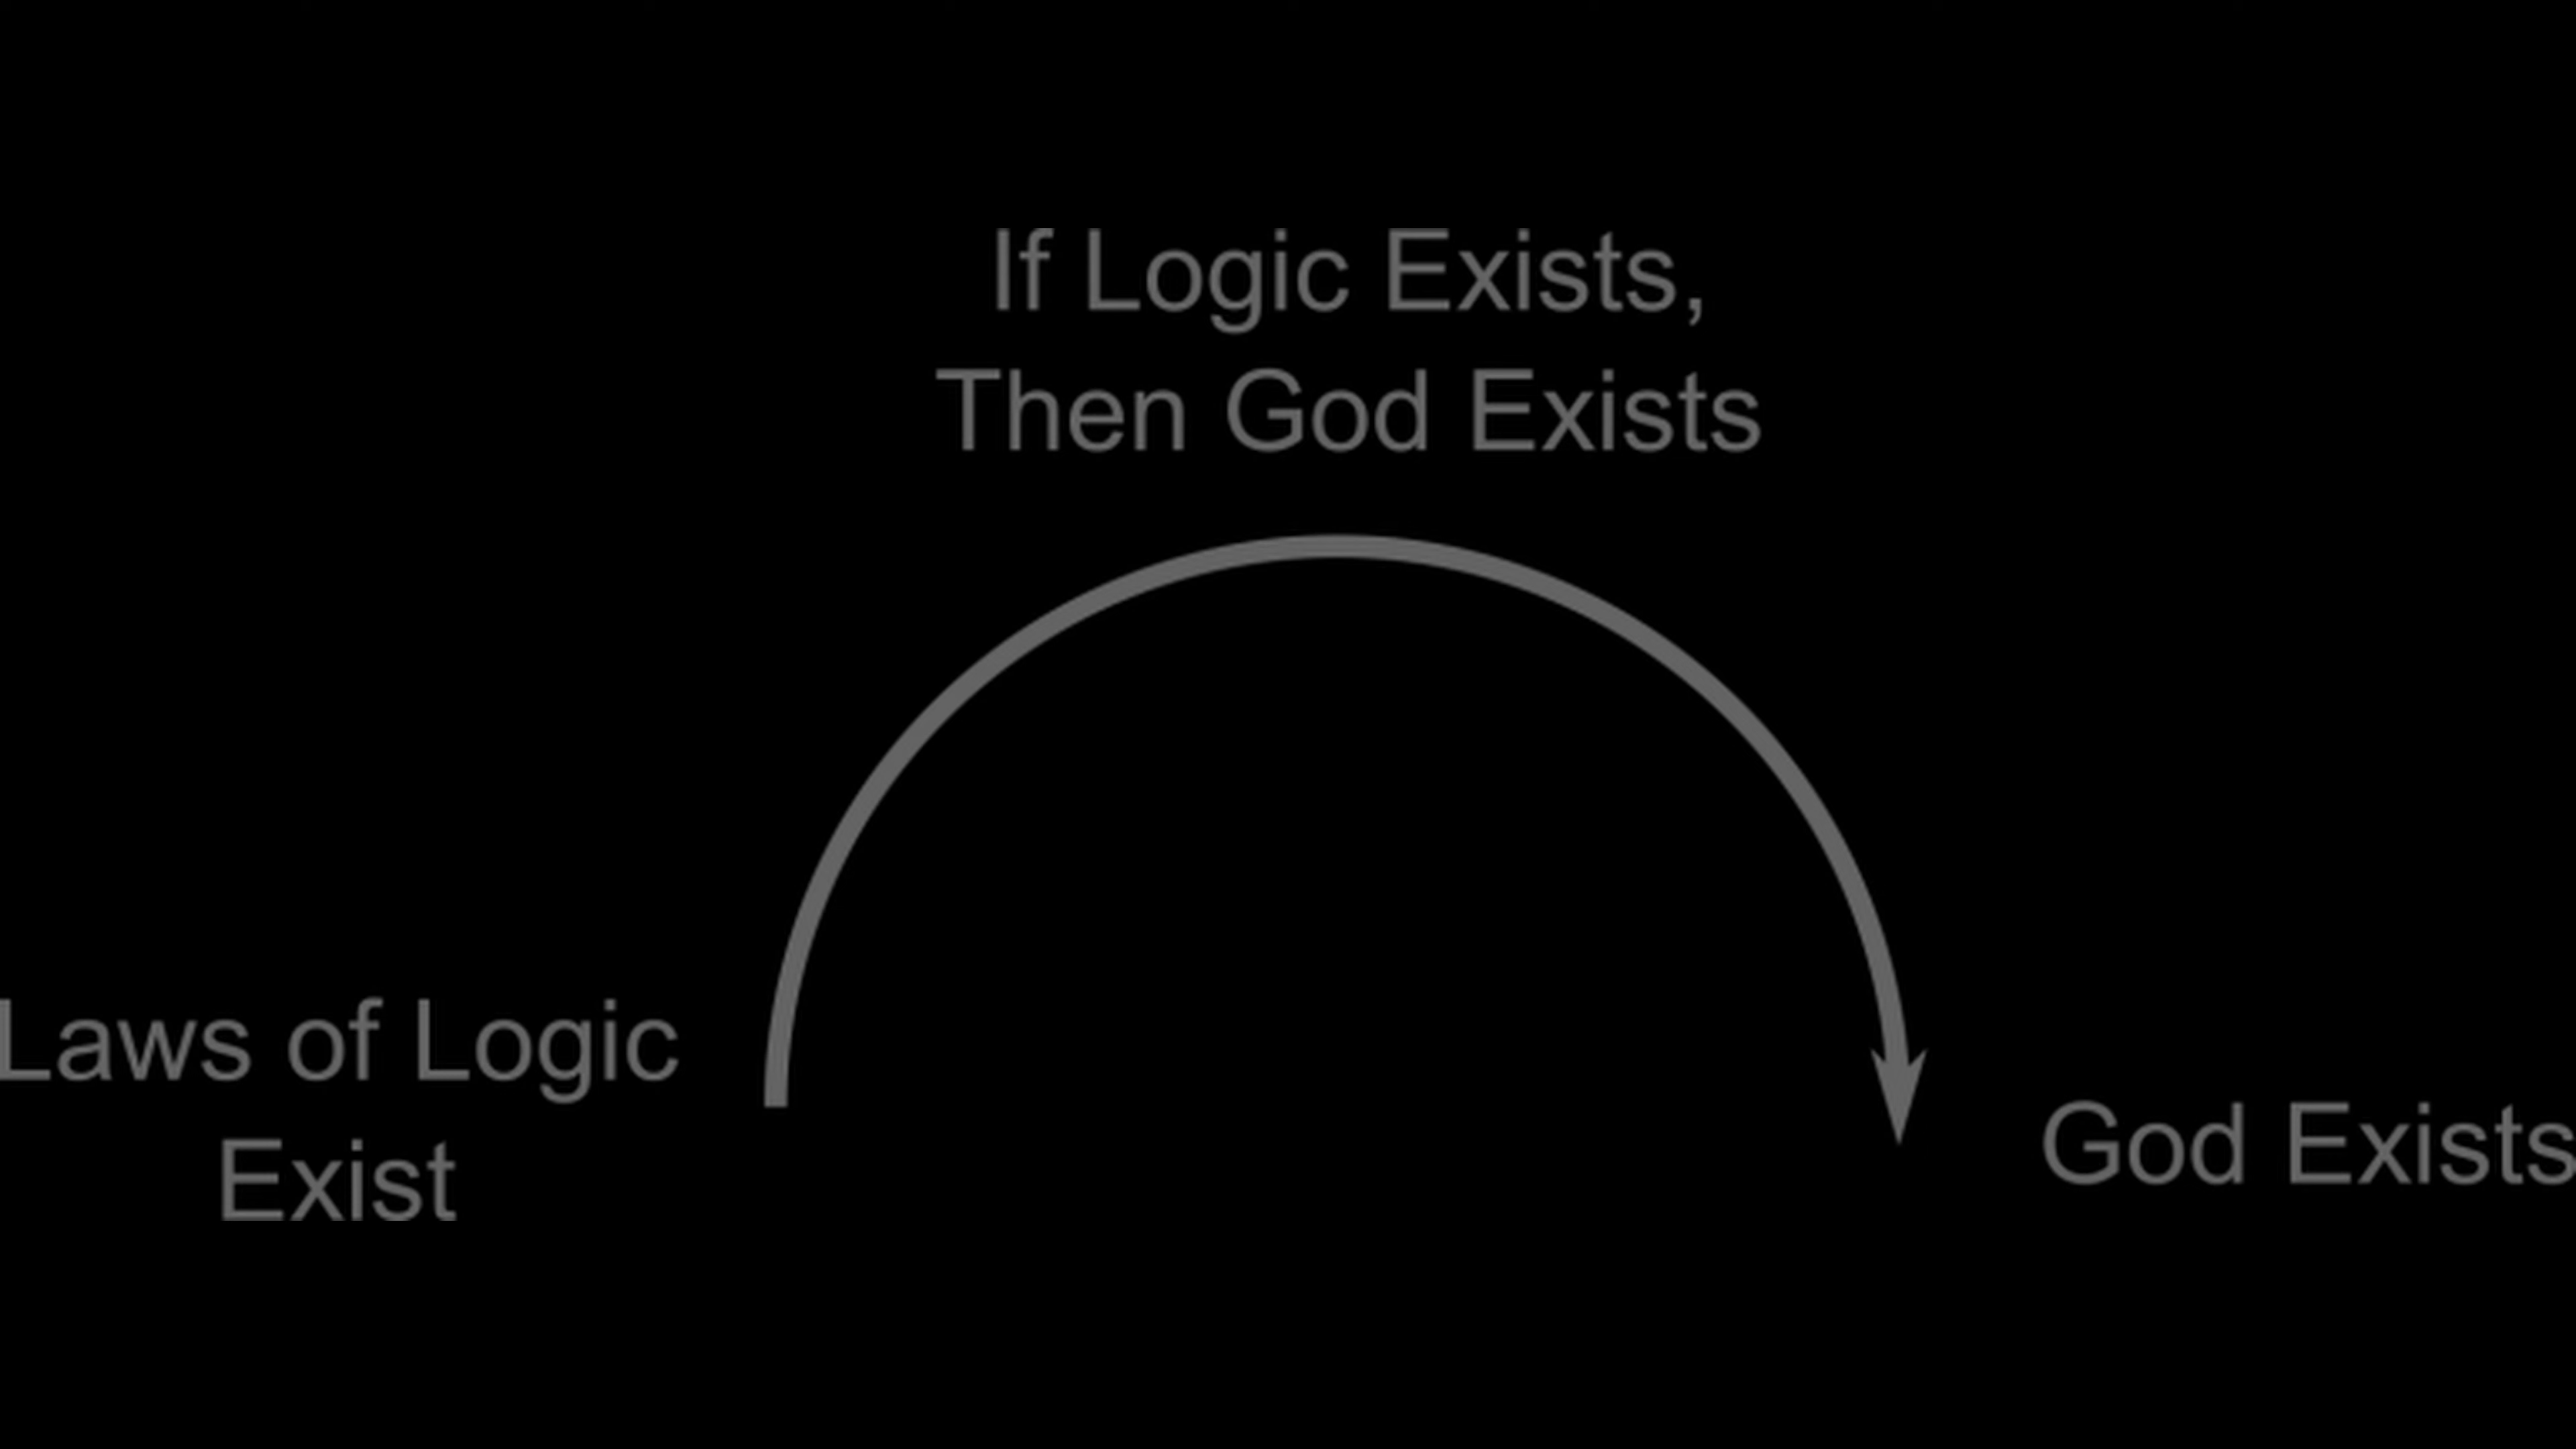 If Logic Exists,
Then God Exists
Laws of Logic
Exist
God Exists